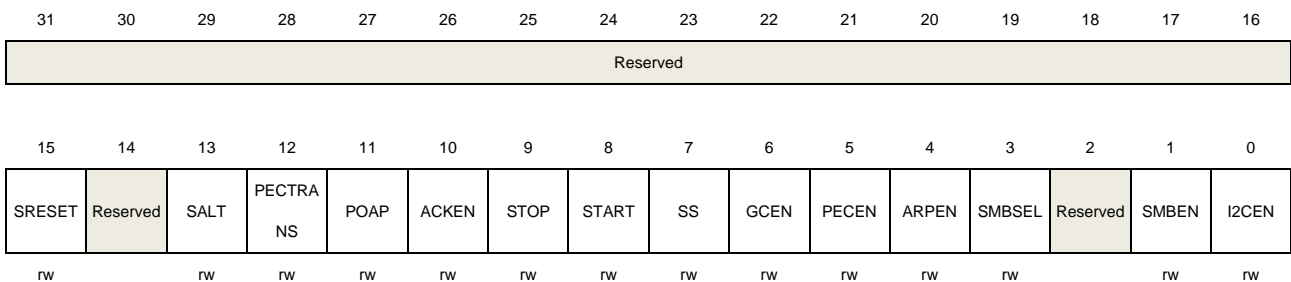 31 30 29 28 27 26 25 24 23 22 21 20 19 18 17 16
Reserved
15 14 13 12 11 10 9 8 7 6 5 4 3 2 1 0
SRESET Reserved SALT PECTRA
NS POAP ACKEN STOP START SS GCEN PECEN ARPEN SMBSEL Reserved SMBEN I2CEN
rw rw rw rw rw rw rw rw rw rw rw rw rw rw